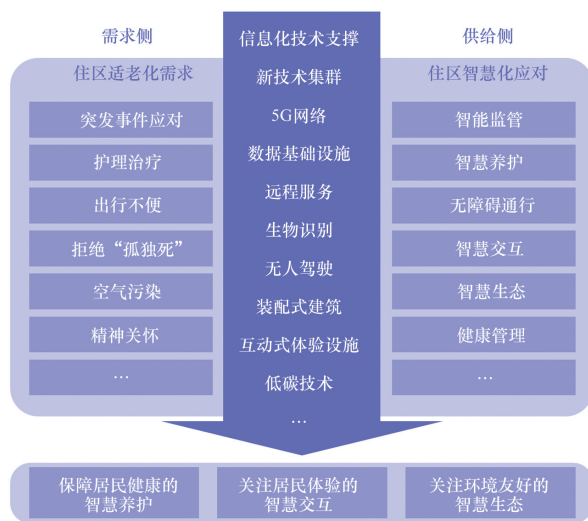 需求侧
住区适老化需求
突发事件应对
护理治疗
出行不便
拒绝“孤独死”
空气污染
精神关怀
…
信息化技术支撑
新技术集群
5G网络
数据基础设施
远程服务
生物识别
无人驾驶
装配式建筑
互动式体验设施
低碳技术
…
供给侧
住区智慧化应对
智能监管
智慧养护
无障碍通行
智慧交互
智慧生态
健康管理
…
保障居民健康的
智慧养护
关注居民体验的
智慧交互
关注环境友好的
智慧生态